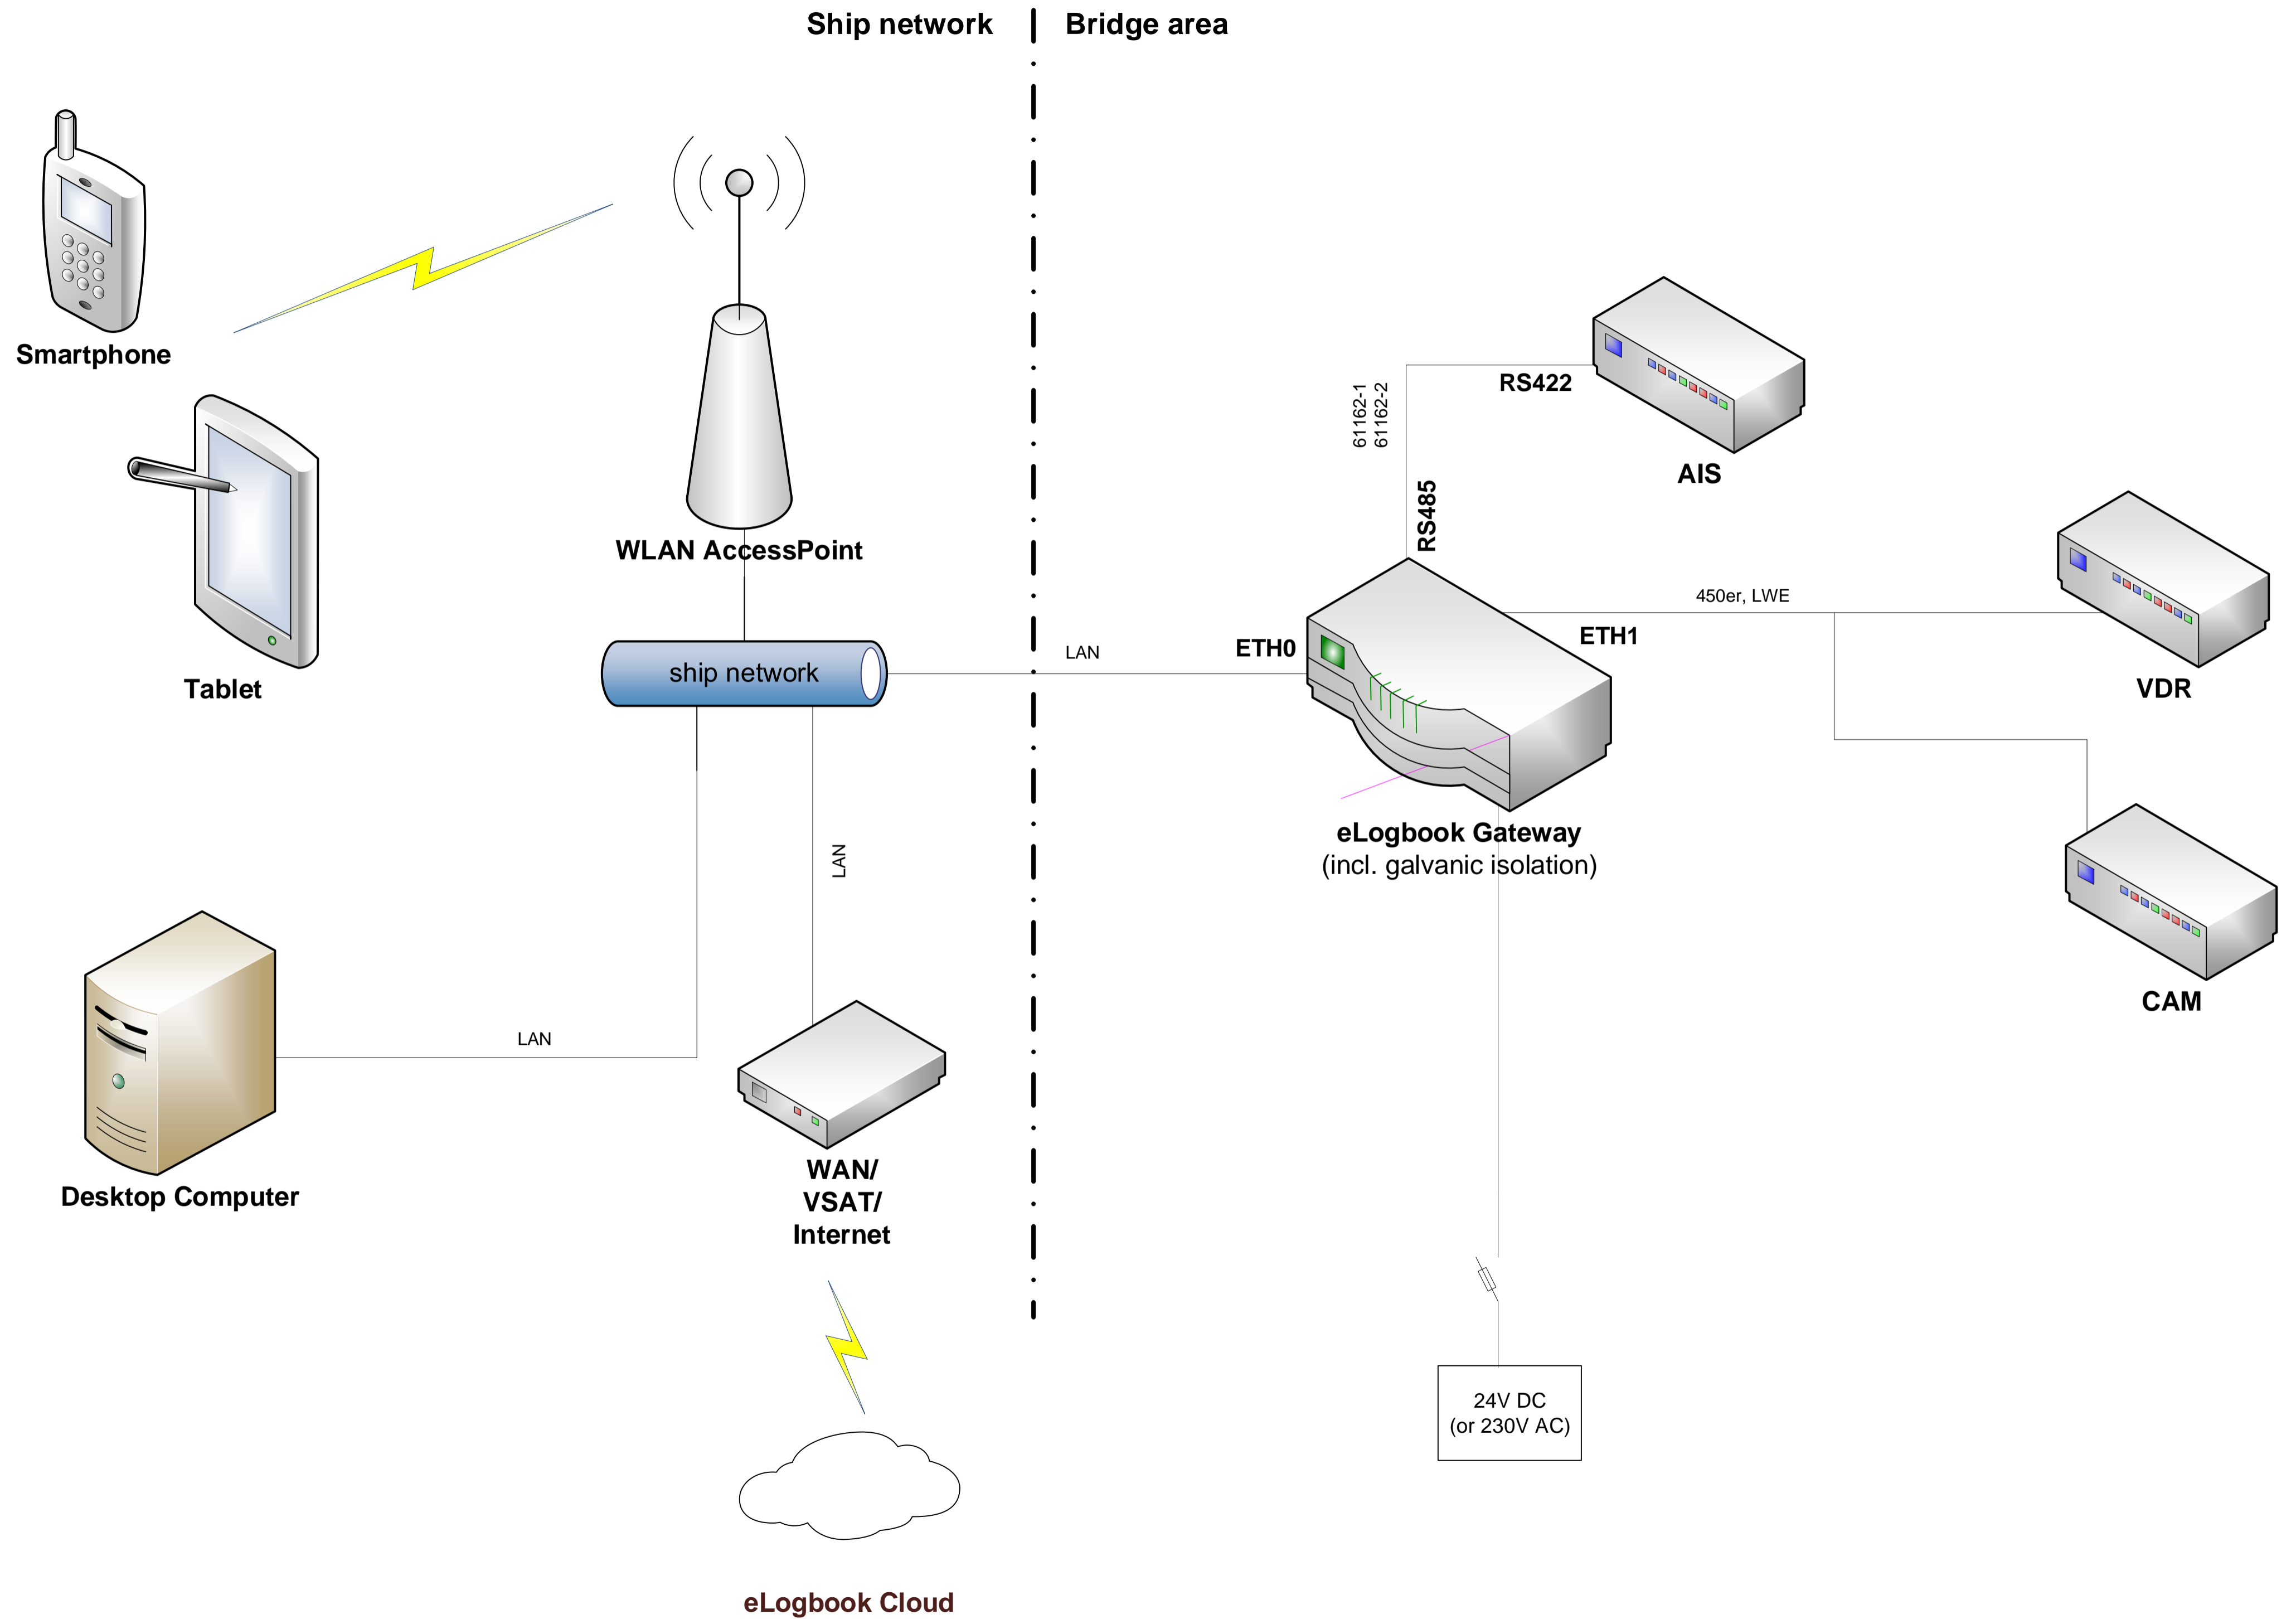 Ship network
Bridge area
Smartphone
RS422
61162-1
61162-2
AIS
RS485
WLAN AccessPoint
450er, LWE
ETH1
ETH0
LAN
ship network
Tablet
VDR
eLogbook Gateway
(incl. galvanic isolation)
LAN
CAM
LAN
WAN/
VSAT/
Internet
Desktop Computer
24V DC
(or 230V AC)
eLogbook Cloud